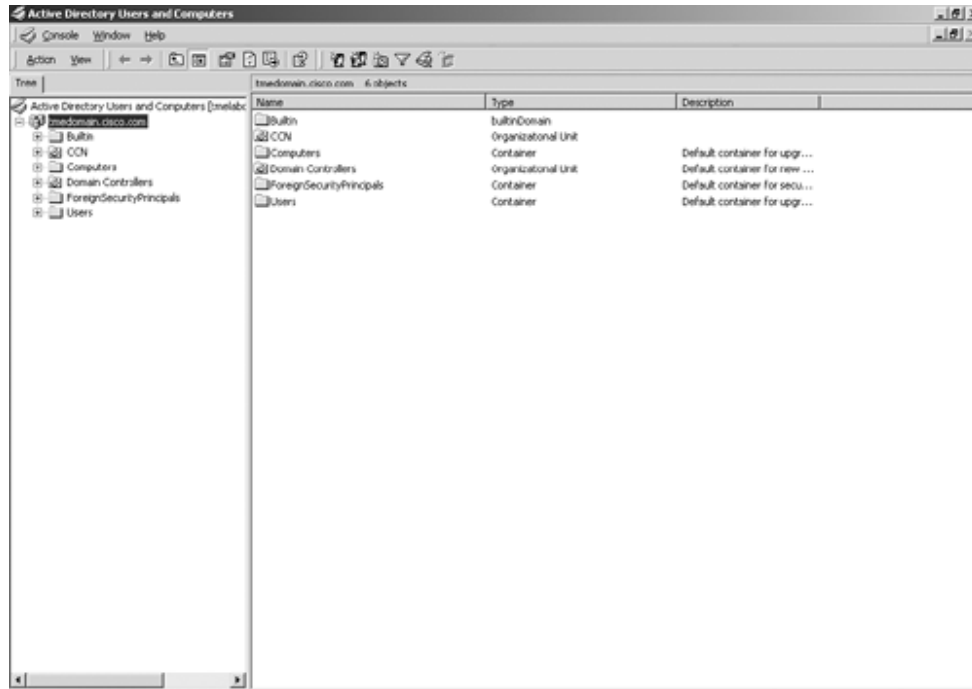 Active Directory Users and Computers
Console Window Help
Action View
Tree
tmedomain.cisco.com 6 objects
Active Directory Users and Computers [tmelabc
tmedomain.cisco.com
Builtin
CCN
Computers
Domain Controllers
ForeignSecurityPrincipals
Users
Name Type Description
Builtin builtinDomain
CCN Organizational Unit
Computers Container Default container for upgr...
Domain Controllers Organizational Unit Default container for new ...
ForeignSecurityPrincipals Container Default container for secu...
Users Container Default container for upgr...